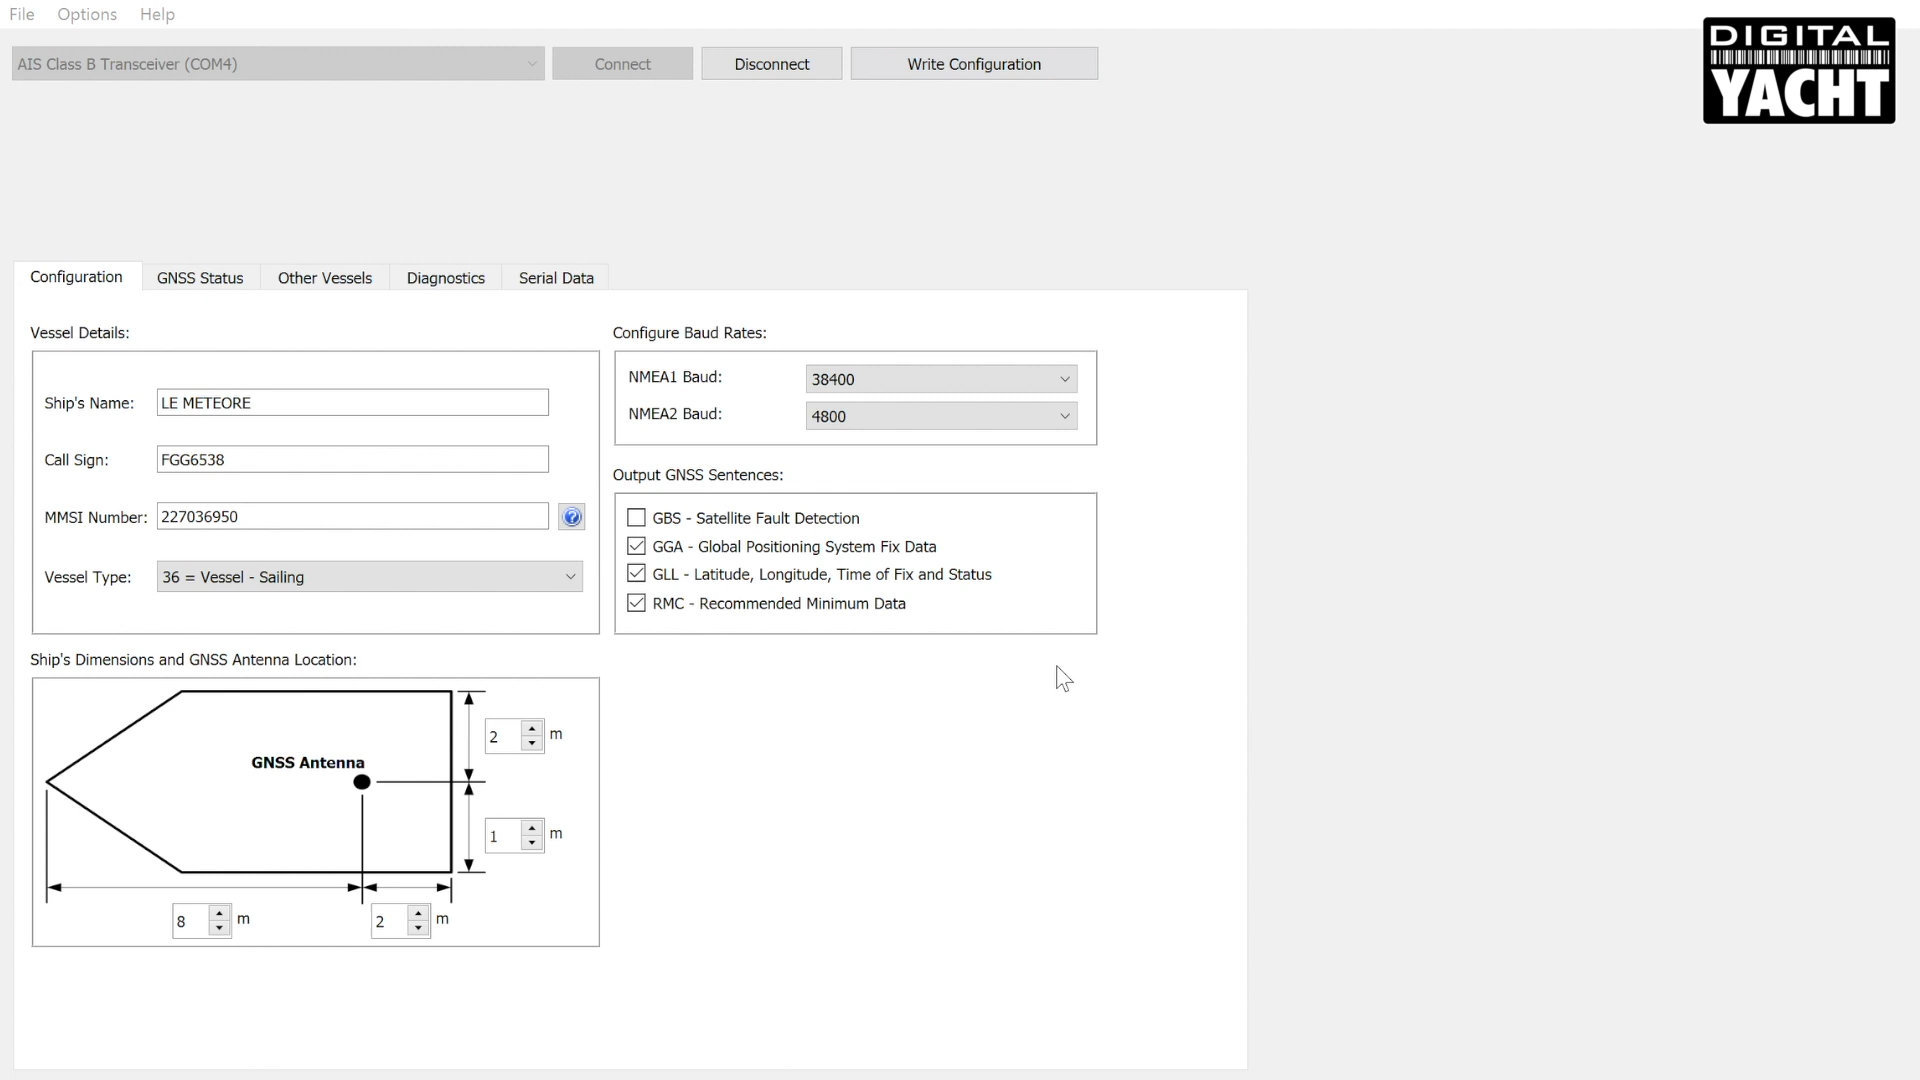 File Options Help
DIGITAL
YACHT
AIS Class B Transceiver (COM4) Connect Disconnect Write Configuration
Configuration GNSS Status Other Vessels Diagnostics Serial Data
Vessel Details:
Ship's Name: LE METEORE
Call Sign: FGG6538
MMSI Number: 227036950 ?
Vessel Type: 36 = Vessel - Sailing
Configure Baud Rates:
NMEA1 Baud: 38400
NMEA2 Baud: 4800
Output GNSS Sentences:
GBS - Satellite Fault Detection
GGA - Global Positioning System Fix Data
GLL - Latitude, Longitude, Time of Fix and Status
RMC - Recommended Minimum Data
Ship's Dimensions and GNSS Antenna Location:
2 m
GNSS Antenna
1 m
8 m 2 m